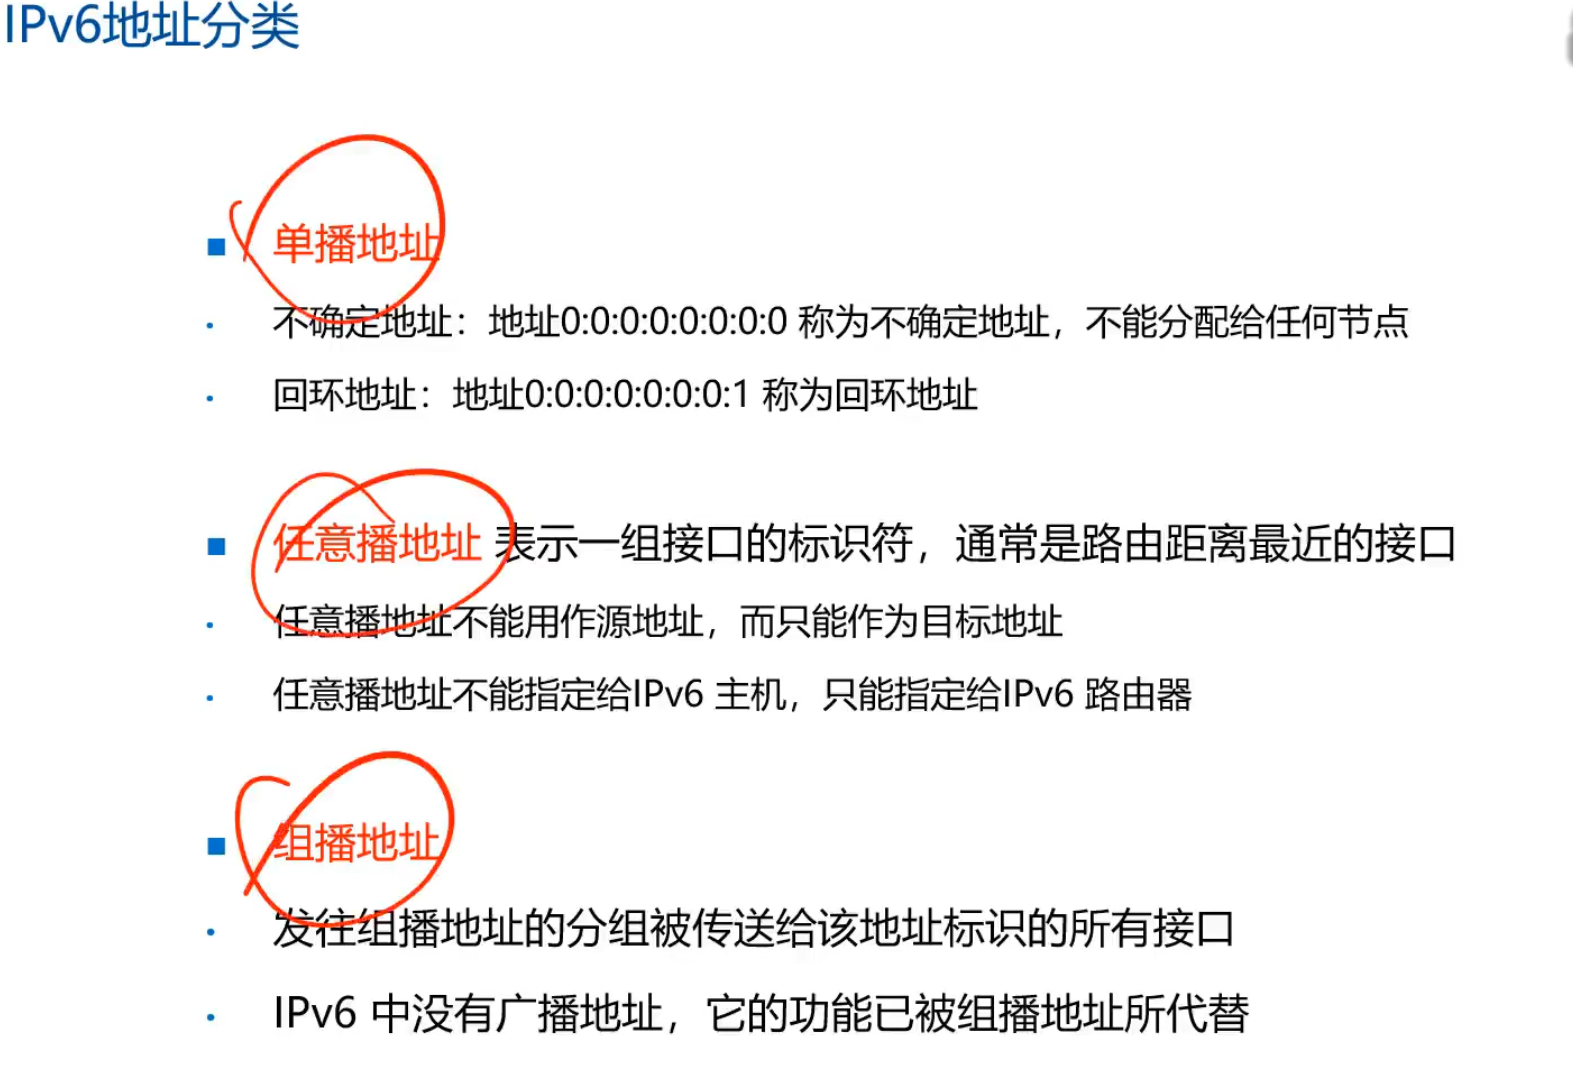 IPv6地址分类
■ 单播地址
· 不确定地址：地址0:0:0:0:0:0:0:0 称为不确定地址，不能分配给任何节点
· 回环地址：地址0:0:0:0:0:0:0:1 称为回环地址
■ 任意播地址 表示一组接口的标识符，通常是路由距离最近的接口
· 任意播地址不能用作源地址，而只能作为目标地址
· 任意播地址不能指定给IPv6 主机，只能指定给IPv6 路由器
■ 组播地址
· 发往组播地址的分组被传送给该地址标识的所有接口
· IPv6 中没有广播地址，它的功能已被组播地址所代替